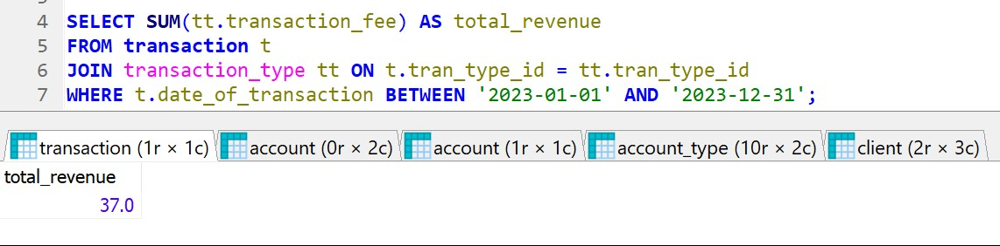 4 SELECT SUM(tt.transaction_fee) AS total_revenue
5 FROM transaction t
6 JOIN transaction_type tt ON t.tran_type_id = tt.tran_type_id
7 WHERE t.date_of_transaction BETWEEN '2023-01-01' AND '2023-12-31';
transaction (1r × 1c) account (0r × 2c) account (1r × 1c) account_type (10r × 2c) client (2r × 3c)
total_revenue
37.0